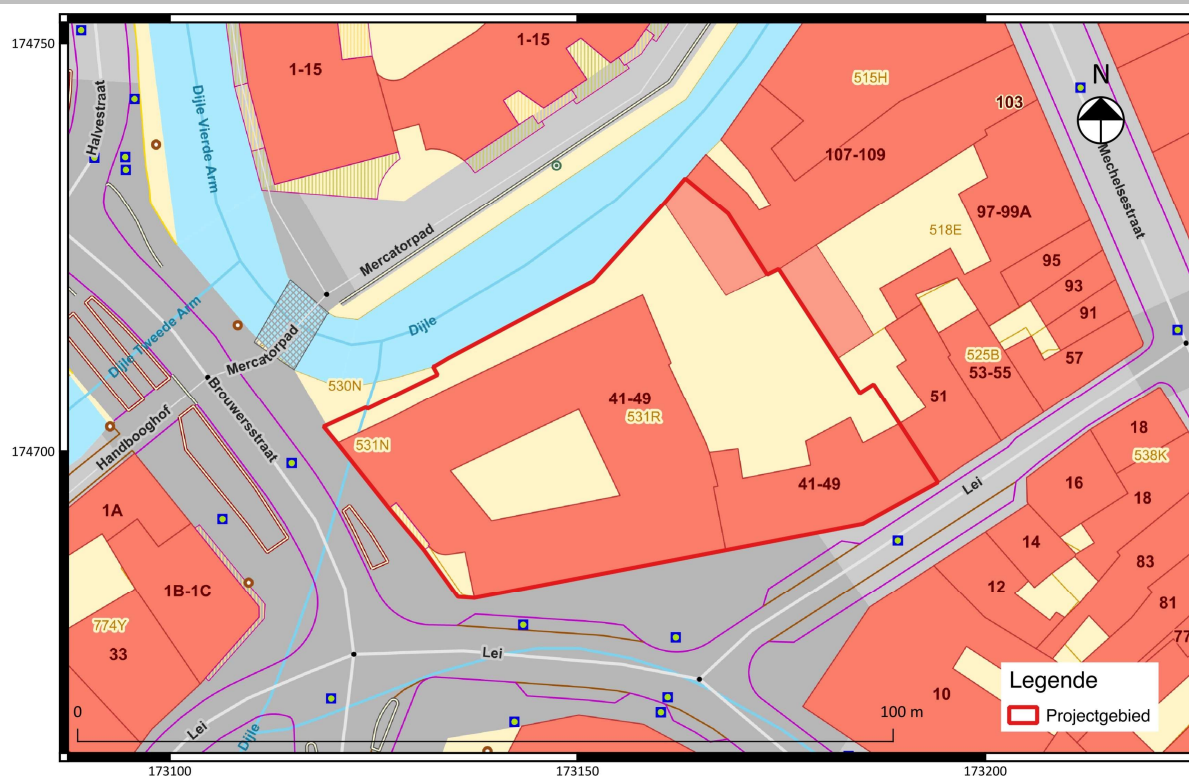 174750
174700
173100
173150
173200
1-15
1-15
515H
103
N
107-109
97-99A
518E
95
93
91
57
525B
53-55
51
Mechelsestraat
Halvestraat
Dijle Vierde Arm
Mercatorpad
Dijle
Dijle Tweede Arm
Mercatorpad
530N
Handbooghof
Brouwersstraat
531N
41-49
531R
41-49
Lei
18
538K
16
18
14
12
83
81
77
10
1A
1B-1C
774Y
33
Lei
Lei
Dijle
Legende
Projectgebied
0
100 m